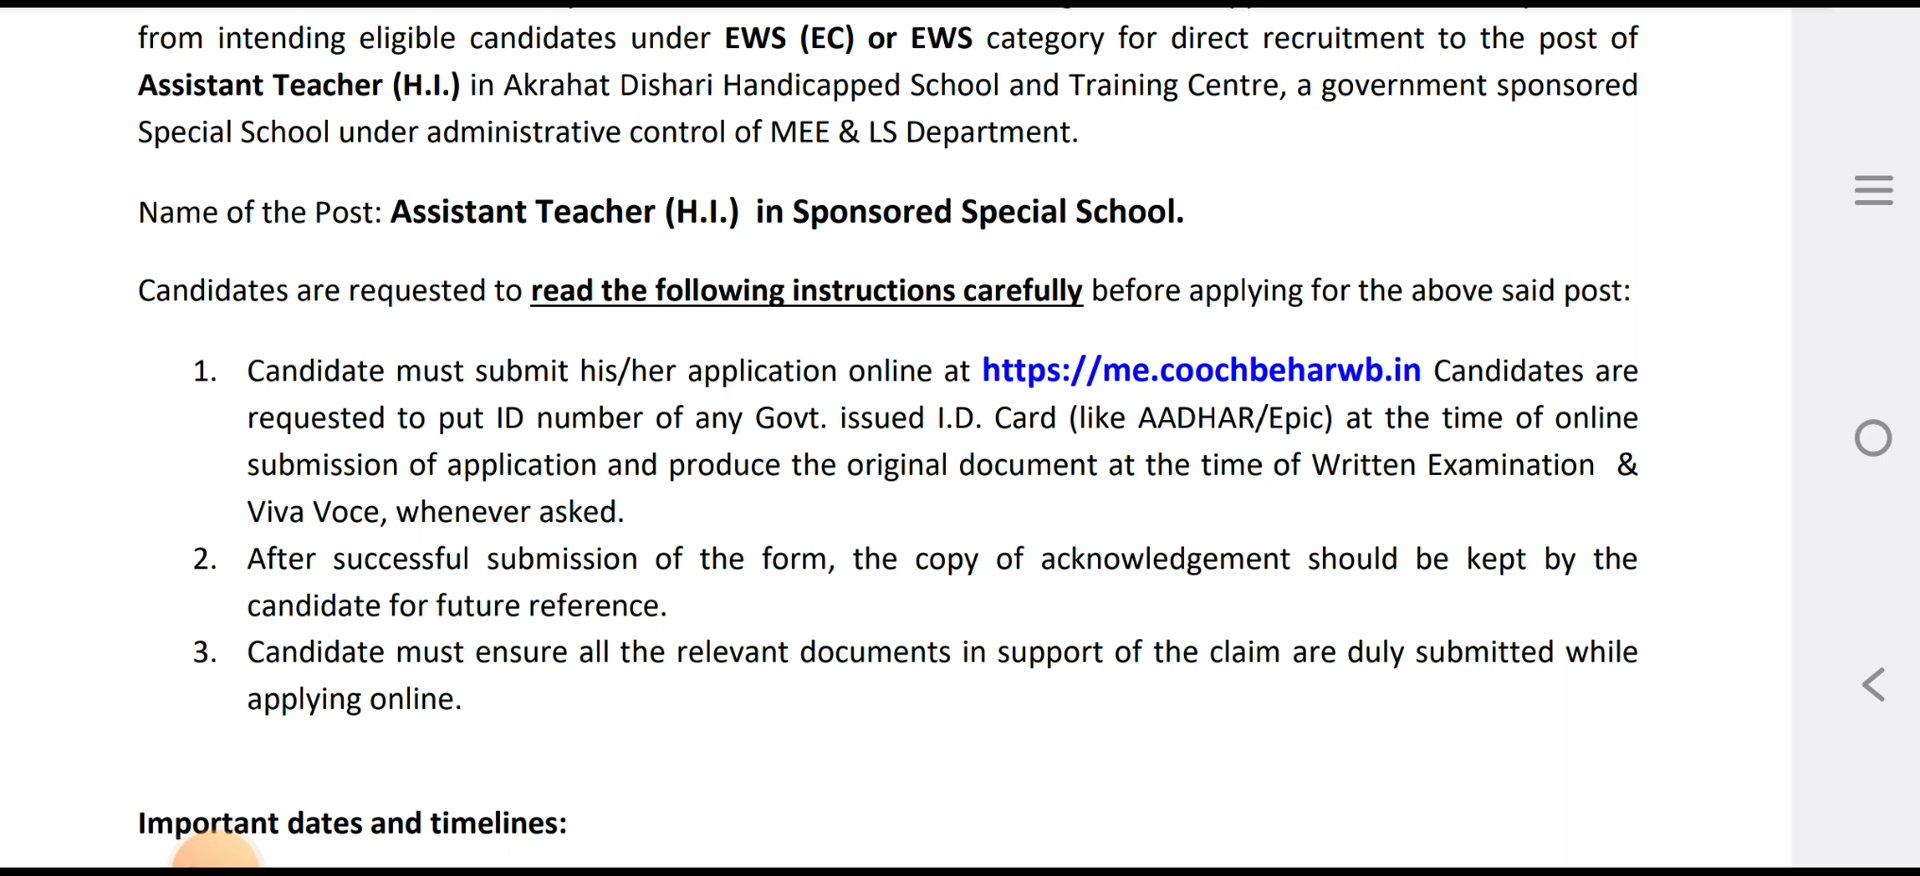 from intending eligible candidates under EWS (EC) or EWS category for direct recruitment to the post of
Assistant Teacher (H.I.) in Akrahat Dishari Handicapped School and Training Centre, a government sponsored
Special School under administrative control of MEE & LS Department.
Name of the Post: Assistant Teacher (H.I.) in Sponsored Special School.
Candidates are requested to read the following instructions carefully before applying for the above said post:
1. Candidate must submit his/her application online at https://me.coochbeharwb.in Candidates are
requested to put ID number of any Govt. issued I.D. Card (like AADHAR/Epic) at the time of online
submission of application and produce the original document at the time of Written Examination &
Viva Voce, whenever asked.
2. After successful submission of the form, the copy of acknowledgement should be kept by the
candidate for future reference.
3. Candidate must ensure all the relevant documents in support of the claim are duly submitted while
applying online.
Important dates and timelines: